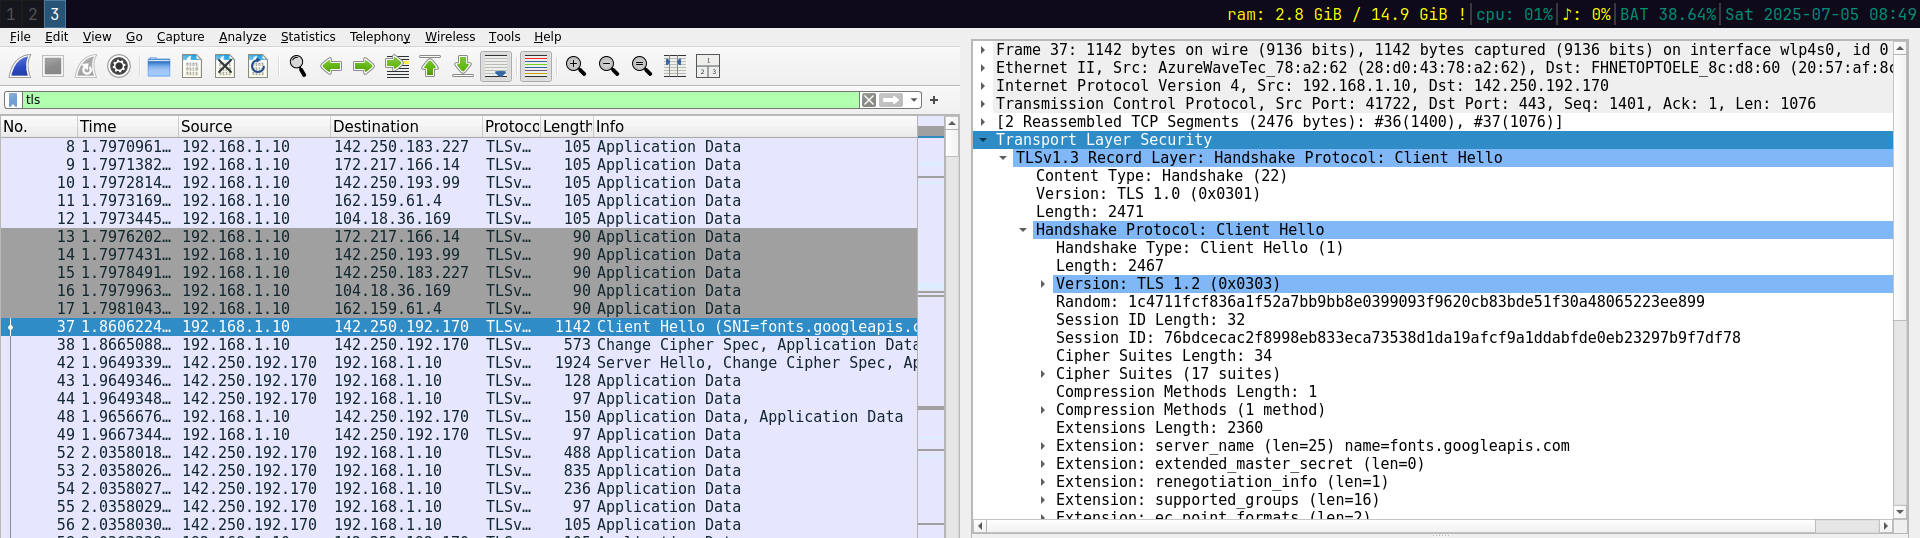 1 2 3 ram: 2.8 GiB / 14.9 GiB !|cpu: 01%|♪: 0%|BAT 38.64%|Sat 2025-07-05 08:49
File Edit View Go Capture Analyze Statistics Telephony Wireless Tools Help
tls
No. Time Source Destination Protoco Length Info
8 1.7970961… 192.168.1.10 142.250.183.227 TLSv… 105 Application Data
9 1.7971382… 192.168.1.10 172.217.166.14 TLSv… 105 Application Data
10 1.7972814… 192.168.1.10 142.250.193.99 TLSv… 105 Application Data
11 1.7973169… 192.168.1.10 162.159.61.4 TLSv… 105 Application Data
12 1.7973445… 192.168.1.10 104.18.36.169 TLSv… 105 Application Data
13 1.7976202… 192.168.1.10 172.217.166.14 TLSv… 90 Application Data
14 1.7977431… 192.168.1.10 142.250.193.99 TLSv… 90 Application Data
15 1.7978491… 192.168.1.10 142.250.183.227 TLSv… 90 Application Data
16 1.7979963… 192.168.1.10 104.18.36.169 TLSv… 90 Application Data
17 1.7981043… 192.168.1.10 162.159.61.4 TLSv… 90 Application Data
37 1.8606224… 192.168.1.10 142.250.192.170 TLSv… 1142 Client Hello (SNI=fonts.googleapis.c
38 1.8665088… 192.168.1.10 142.250.192.170 TLSv… 573 Change Cipher Spec, Application Data
42 1.9649339… 142.250.192.170 192.168.1.10 TLSv… 1924 Server Hello, Change Cipher Spec, Ap
43 1.9649346… 142.250.192.170 192.168.1.10 TLSv… 128 Application Data
44 1.9649348… 142.250.192.170 192.168.1.10 TLSv… 97 Application Data
48 1.9656676… 192.168.1.10 142.250.192.170 TLSv… 150 Application Data, Application Data
49 1.9667344… 192.168.1.10 142.250.192.170 TLSv… 97 Application Data
52 2.0358018… 142.250.192.170 192.168.1.10 TLSv… 488 Application Data
53 2.0358026… 142.250.192.170 192.168.1.10 TLSv… 835 Application Data
54 2.0358027… 142.250.192.170 192.168.1.10 TLSv… 236 Application Data
55 2.0358029… 142.250.192.170 192.168.1.10 TLSv… 97 Application Data
56 2.0358030… 142.250.192.170 192.168.1.10 TLSv… 105 Application Data
Frame 37: 1142 bytes on wire (9136 bits), 1142 bytes captured (9136 bits) on interface wlp4s0, id 0
Ethernet II, Src: AzureWaveTec_78:a2:62 (28:d0:43:78:a2:62), Dst: FHNETOPTOELE_8c:d8:60 (20:57:af:8c
Internet Protocol Version 4, Src: 192.168.1.10, Dst: 142.250.192.170
Transmission Control Protocol, Src Port: 41722, Dst Port: 443, Seq: 1401, Ack: 1, Len: 1076
[2 Reassembled TCP Segments (2476 bytes): #36(1400), #37(1076)]
Transport Layer Security
TLSv1.3 Record Layer: Handshake Protocol: Client Hello
Content Type: Handshake (22)
Version: TLS 1.0 (0x0301)
Length: 2471
Handshake Protocol: Client Hello
Handshake Type: Client Hello (1)
Length: 2467
Version: TLS 1.2 (0x0303)
Random: 1c4711fcf836a1f52a7bb9bb8e0399093f9620cb83bde51f30a48065223ee899
Session ID Length: 32
Session ID: 76bdcecac2f8998eb833eca73538d1da19afcf9a1ddabfde0eb23297b9f7df78
Cipher Suites Length: 34
Cipher Suites (17 suites)
Compression Methods Length: 1
Compression Methods (1 method)
Extensions Length: 2360
Extension: server_name (len=25) name=fonts.googleapis.com
Extension: extended_master_secret (len=0)
Extension: renegotiation_info (len=1)
Extension: supported_groups (len=16)
Extension: ec_point_formats (len=2)